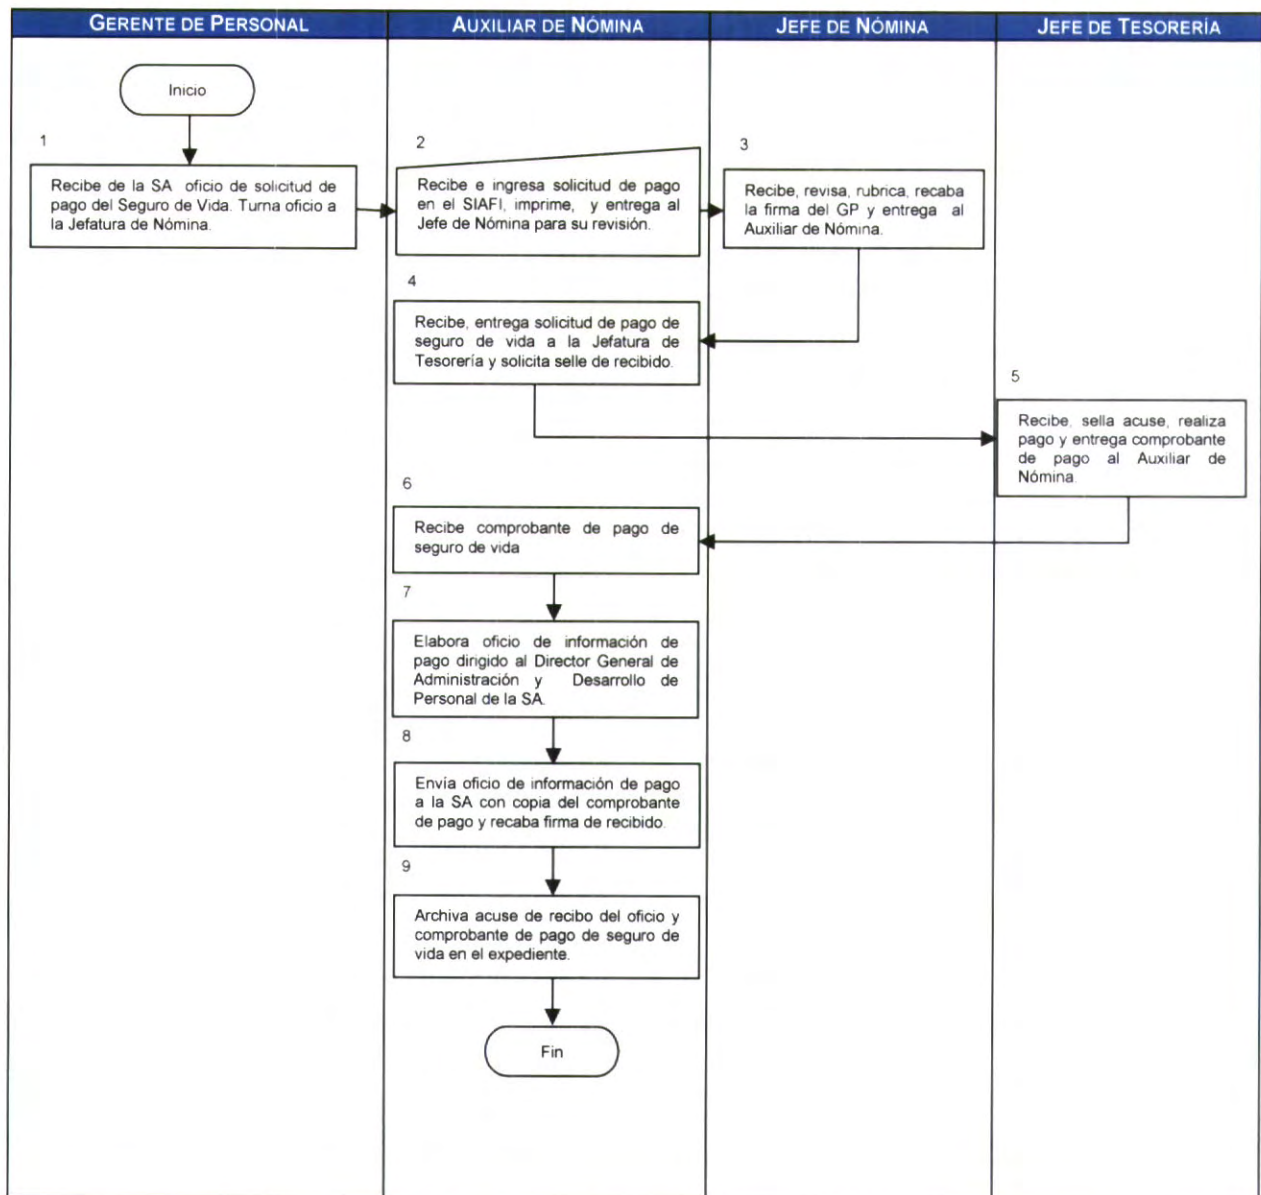 GERENTE DE PERSONAL
AUXILIAR DE NÓMINA
JEFE DE NÓMINA
JEFE DE TESORERÍA
Inicio
1
Recibe de la SA oficio de solicitud de
pago del Seguro de Vida. Turna oficio a
la Jefatura de Nómina.
2
Recibe e ingresa solicitud de pago
en el SIAFI, imprime, y entrega al
Jefe de Nómina para su revisión.
3
Recibe, revisa, rubrica, recaba
la firma del GP y entrega al
Auxiliar de Nómina.
4
Recibe, entrega solicitud de pago de
seguro de vida a la Jefatura de
Tesorería y solicita selle de recibido.
5
Recibe, sella acuse, realiza
pago y entrega comprobante
de pago al Auxiliar de
Nómina.
6
Recibe comprobante de pago de
seguro de vida
7
Elabora oficio de información de
pago dirigido al Director General de
Administración y Desarrollo de
Personal de la SA.
8
Envía oficio de información de pago
a la SA con copia del comprobante
de pago y recaba firma de recibido.
9
Archiva acuse de recibo del oficio y
comprobante de pago de seguro de
vida en el expediente.
Fin